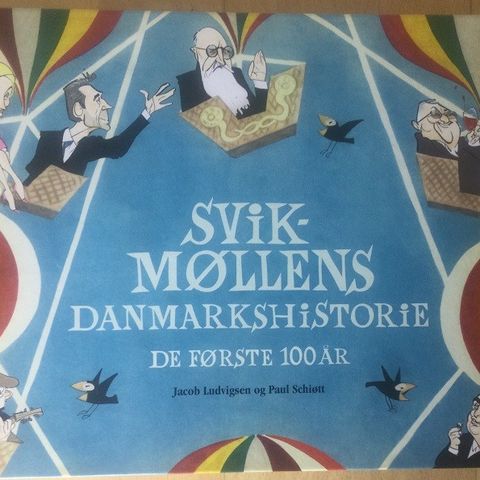 SViK-
MØLLENS
DANMARKSHiSTORiE
DE FØRSTE 100 ÅR
Jacob Ludvigsen og Paul Schiøtt